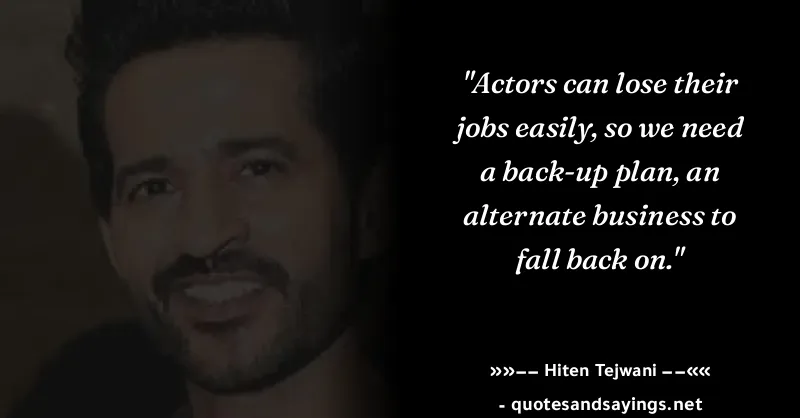 "Actors can lose their
jobs easily, so we need
a back-up plan, an
alternate business to
fall back on."
»»–– Hiten Tejwani ––««
- quotesandsayings.net